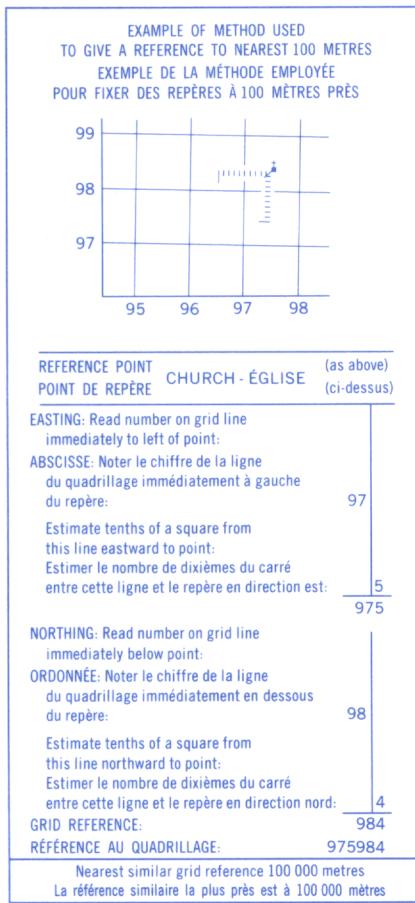 EXAMPLE OF METHOD USED
TO GIVE A REFERENCE TO NEAREST 100 METRES
EXEMPLE DE LA MÉTHODE EMPLOYÉE
POUR FIXER DES REPÈRES À 100 MÈTRES PRÈS
99
98
97
95 96 97 98
REFERENCE POINT
POINT DE REPÈRE
CHURCH - ÉGLISE
(as above)
(ci-dessus)
EASTING: Read number on grid line
immediately to left of point:
ABSCISSE: Noter le chiffre de la ligne
du quadrillage immédiatement à gauche
du repère: 97
Estimate tenths of a square from
this line eastward to point:
Estimer le nombre de dixièmes du carré
entre cette ligne et le repère en direction est: 5
975
NORTHING: Read number on grid line
immediately below point:
ORDONNÉE: Noter le chiffre de la ligne
du quadrillage immédiatement en dessous
du repère: 98
Estimate tenths of a square from
this line northward to point:
Estimer le nombre de dixièmes du carré
entre cette ligne et le repère en direction nord: 4
GRID REFERENCE: 984
RÉFÉRENCE AU QUADRILLAGE: 975984
Nearest similar grid reference 100 000 metres
La référence similaire la plus près est à 100 000 mètres